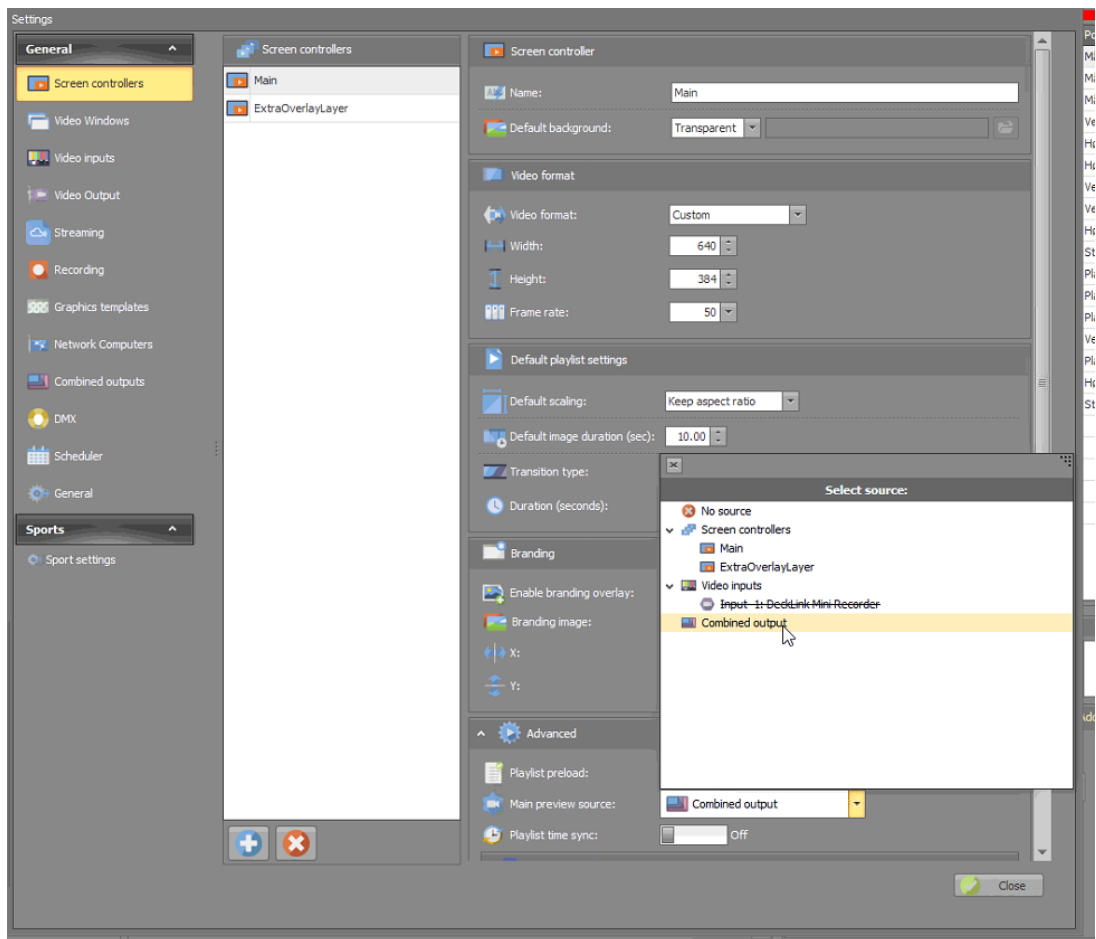 Settings
General
Screen controllers
Video Windows
Video inputs
Video Output
Streaming
Recording
Graphics templates
Network Computers
Combined outputs
DMX
Scheduler
General
Sports
Sport settings
Screen controllers
Main
ExtraOverlayLayer
Screen controller
Name: Main
Default background: Transparent
Video format
Video format: Custom
Width: 640
Height: 384
Frame rate: 50
Default playlist settings
Default scaling: Keep aspect ratio
Default image duration (sec): 10.00
Transition type:
Duration (seconds):
Branding
Enable branding overlay:
Branding image:
X:
Y:
Advanced
Playlist preload:
Main preview source: Combined output
Playlist time sync: Off
Select source:
No source
Screen controllers
Main
ExtraOverlayLayer
Video inputs
Input 1: DeckLink Mini Recorder
Combined output
Close